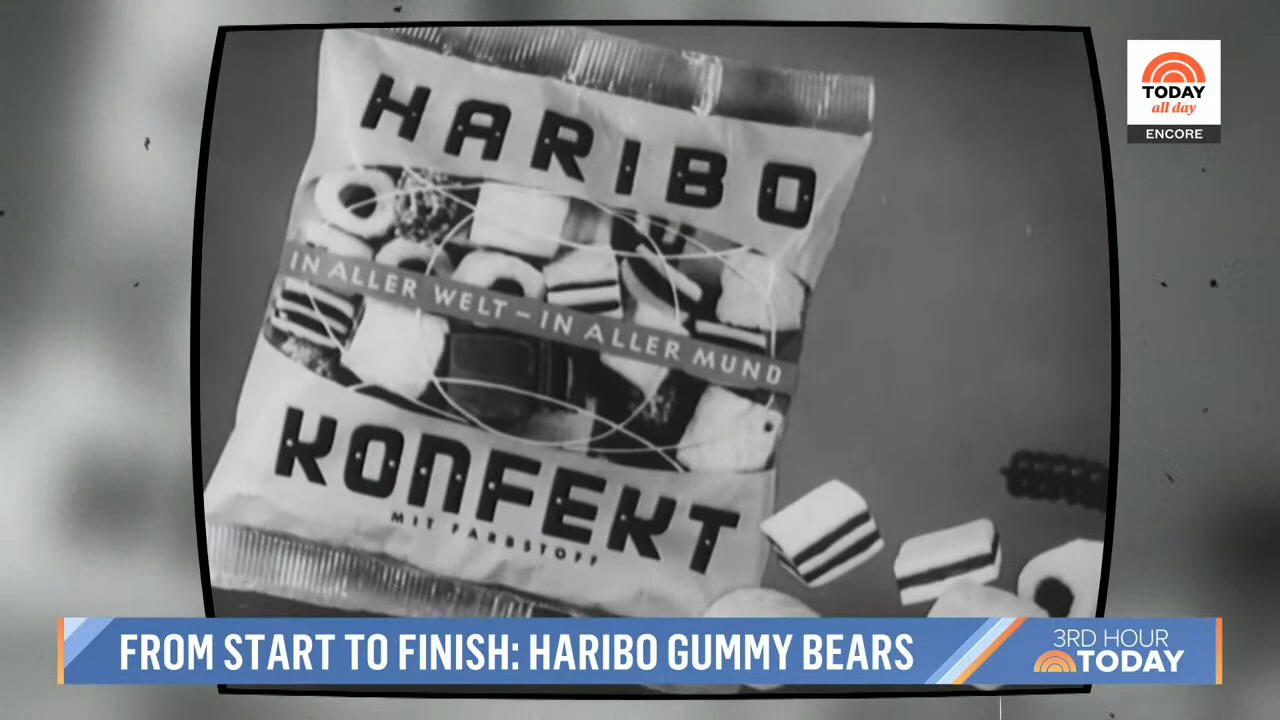 HARIBO
IN ALLER WELT – IN ALLER MUND
KONFEKT
MIT FARBSTOFF
TODAY
all day
ENCORE
FROM START TO FINISH: HARIBO GUMMY BEARS
3RD HOUR
TODAY